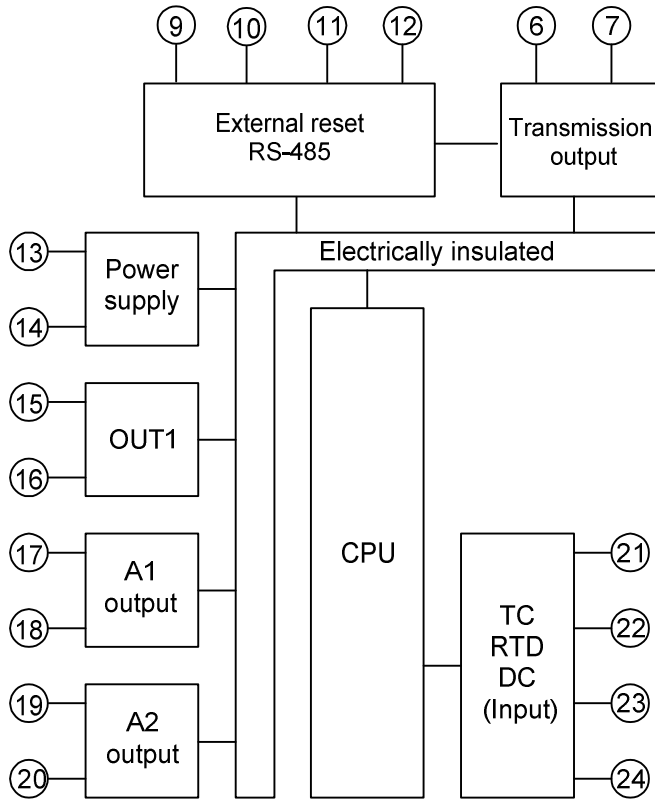 9 10 11 12 6 7
External reset
RS-485
Transmission
output
Electrically insulated
13
Power
supply
14
15
OUT1
16
17
A1
output
18
19
A2
output
20
CPU
TC
RTD
DC
(Input)
21
22
23
24